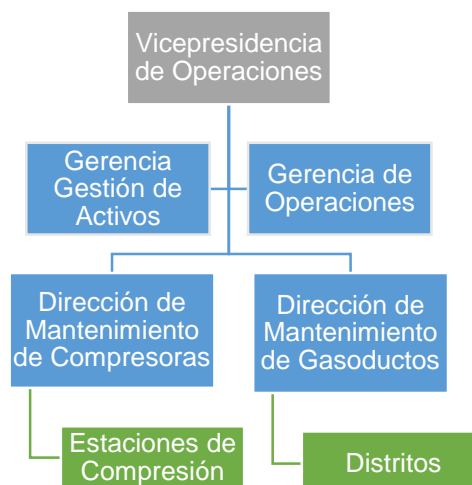 Vicepresidencia
de Operaciones
Gerencia
Gestión de
Activos
Gerencia de
Operaciones
Dirección de
Mantenimiento
de Compresoras
Dirección de
Mantenimiento
de Gasoductos
Estaciones de
Compresión
Distritos